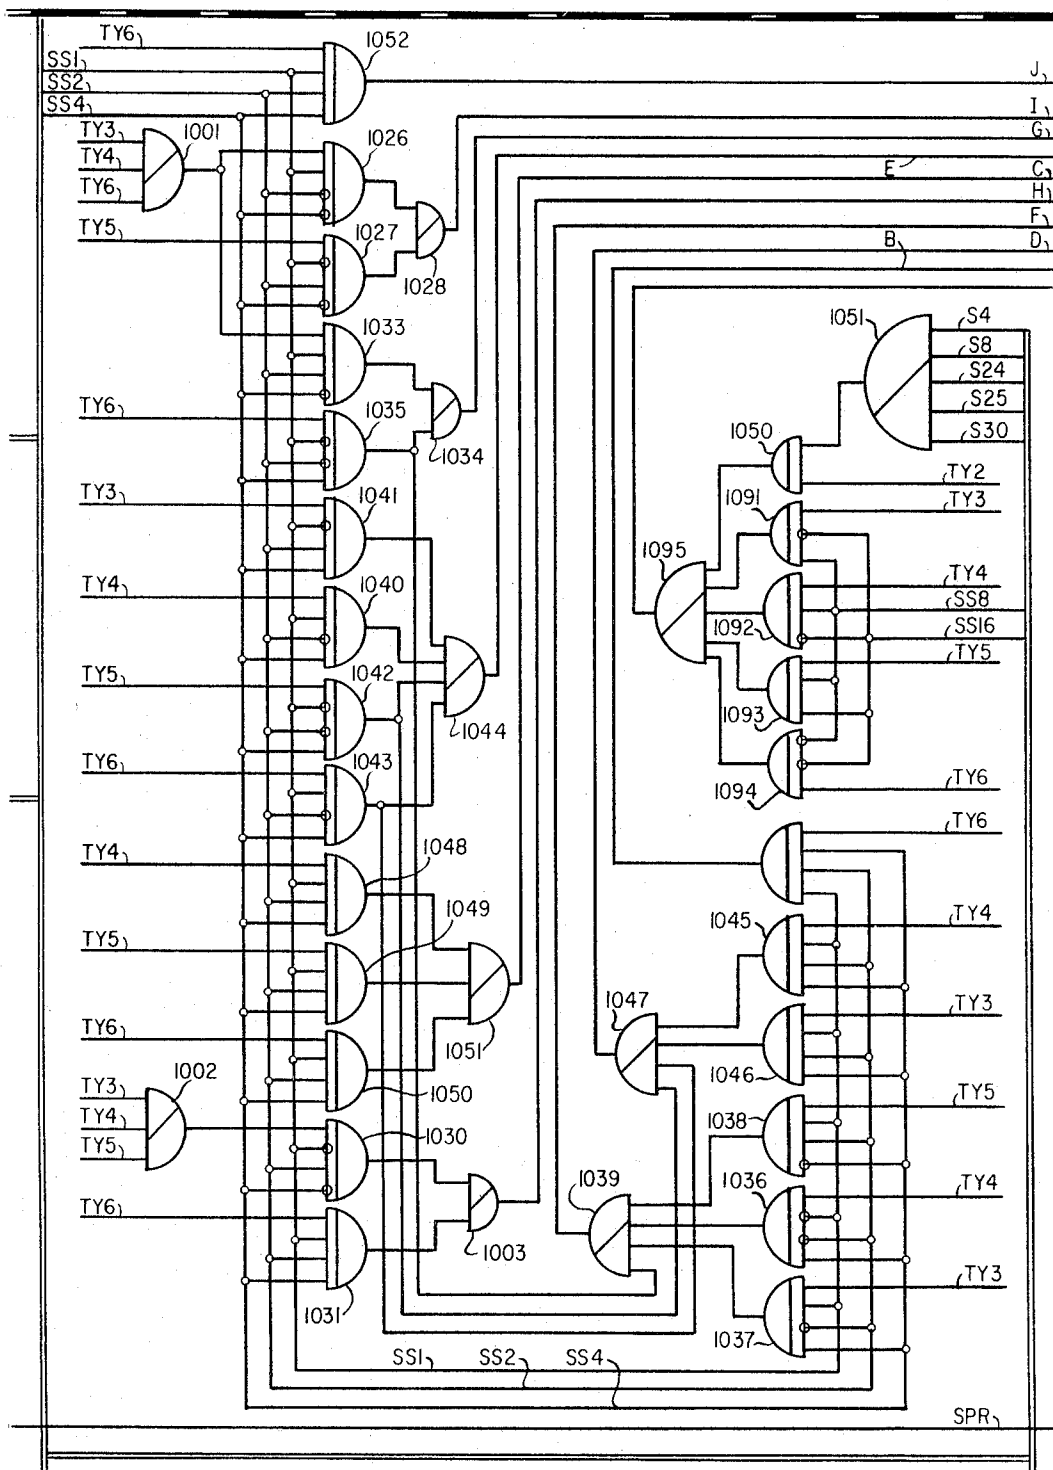 TY6
1052
SS1
SS2
SS4
J
I
G
E
C
H
F
B
D
TY3
1001
TY4
TY6
1026
TY5
1027
1028
1033
TY6
1035
1034
TY3
1041
TY4
1040
TY5
1042
1044
TY6
1043
TY4
1048
TY5
1049
TY6
1051
1050
TY3
1002
TY4
TY5
1030
TY6
1003
1031
1051
S4
S8
S24
S25
S30
1050
TY2
1091
TY3
1095
TY4
1092
SS8
SS16
TY5
1093
1094
TY6
TY6
1045
TY4
1047
TY3
1046
1038
TY5
1039
1036
TY4
TY3
1037
SS1
SS2
SS4
SPR